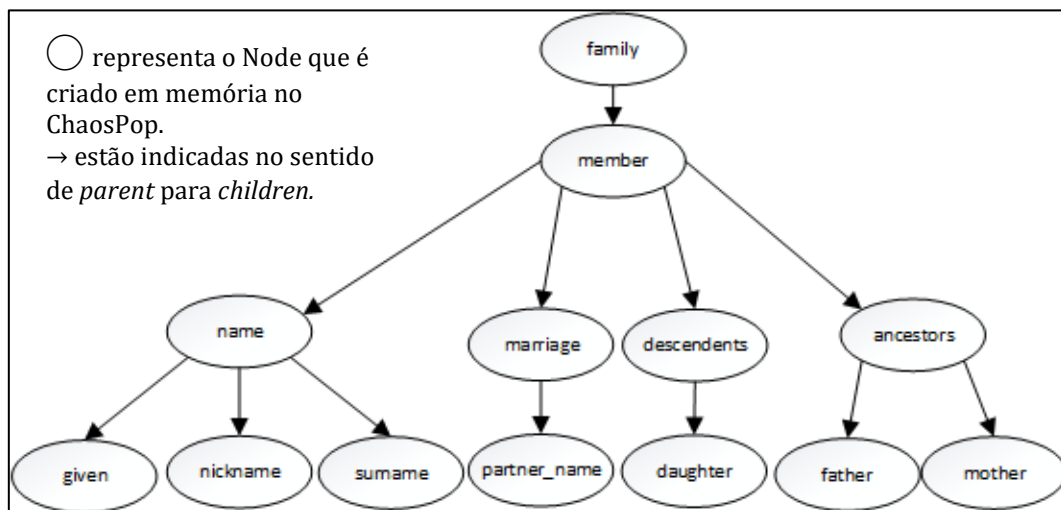 representa o Node que é
criado em memória no
ChaosPop.
→ estão indicadas no sentido
de parent para children.
family
member
name
marriage
descendents
ancestors
given
nickname
surname
partner_name
daughter
father
mother